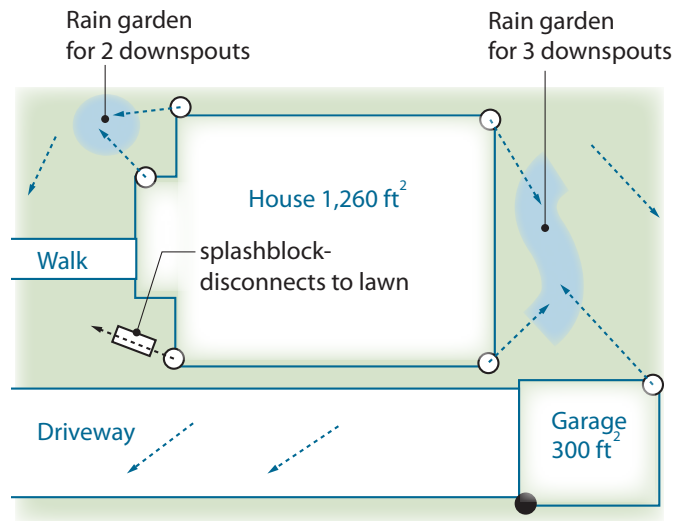 Rain garden
for 2 downspouts
Rain garden
for 3 downspouts
House 1,260 ft²
Walk
splashblock-
disconnects to lawn
Driveway
Garage
300 ft²